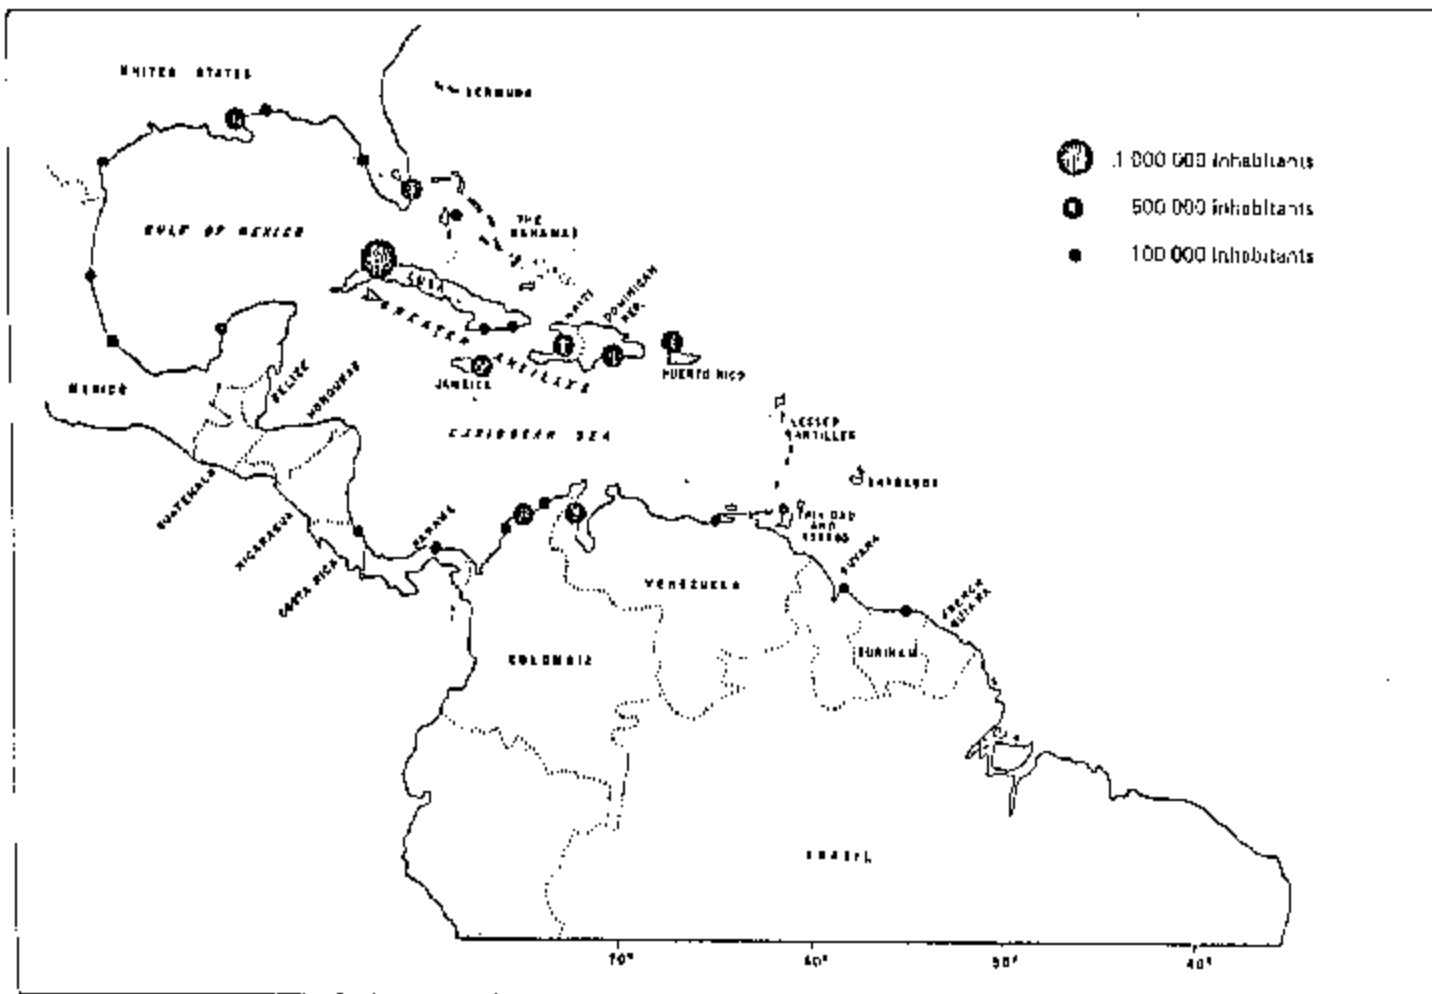 UNITED STATES
BERMUDA
1 000 000 inhabitants
500 000 inhabitants
100 000 inhabitants
GULF OF MEXICO
THE
BAHAMAS
CUBA
GREATER ANTILLES
HAITI
DOMINICAN
REP.
JAMAICA
PUERTO RICO
MEXICO
BELIZE
HONDURAS
CARIBBEAN SEA
LESSER
ANTILLES
BARBADOS
GUATEMALA
NICARAGUA
COSTA RICA
PANAMA
TRINIDAD
AND
TOBAGO
GUYANA
VENEZUELA
FRENCH
GUIANA
SURINAM
COLOMBIA
BRAZIL
70°
60°
50°
40°